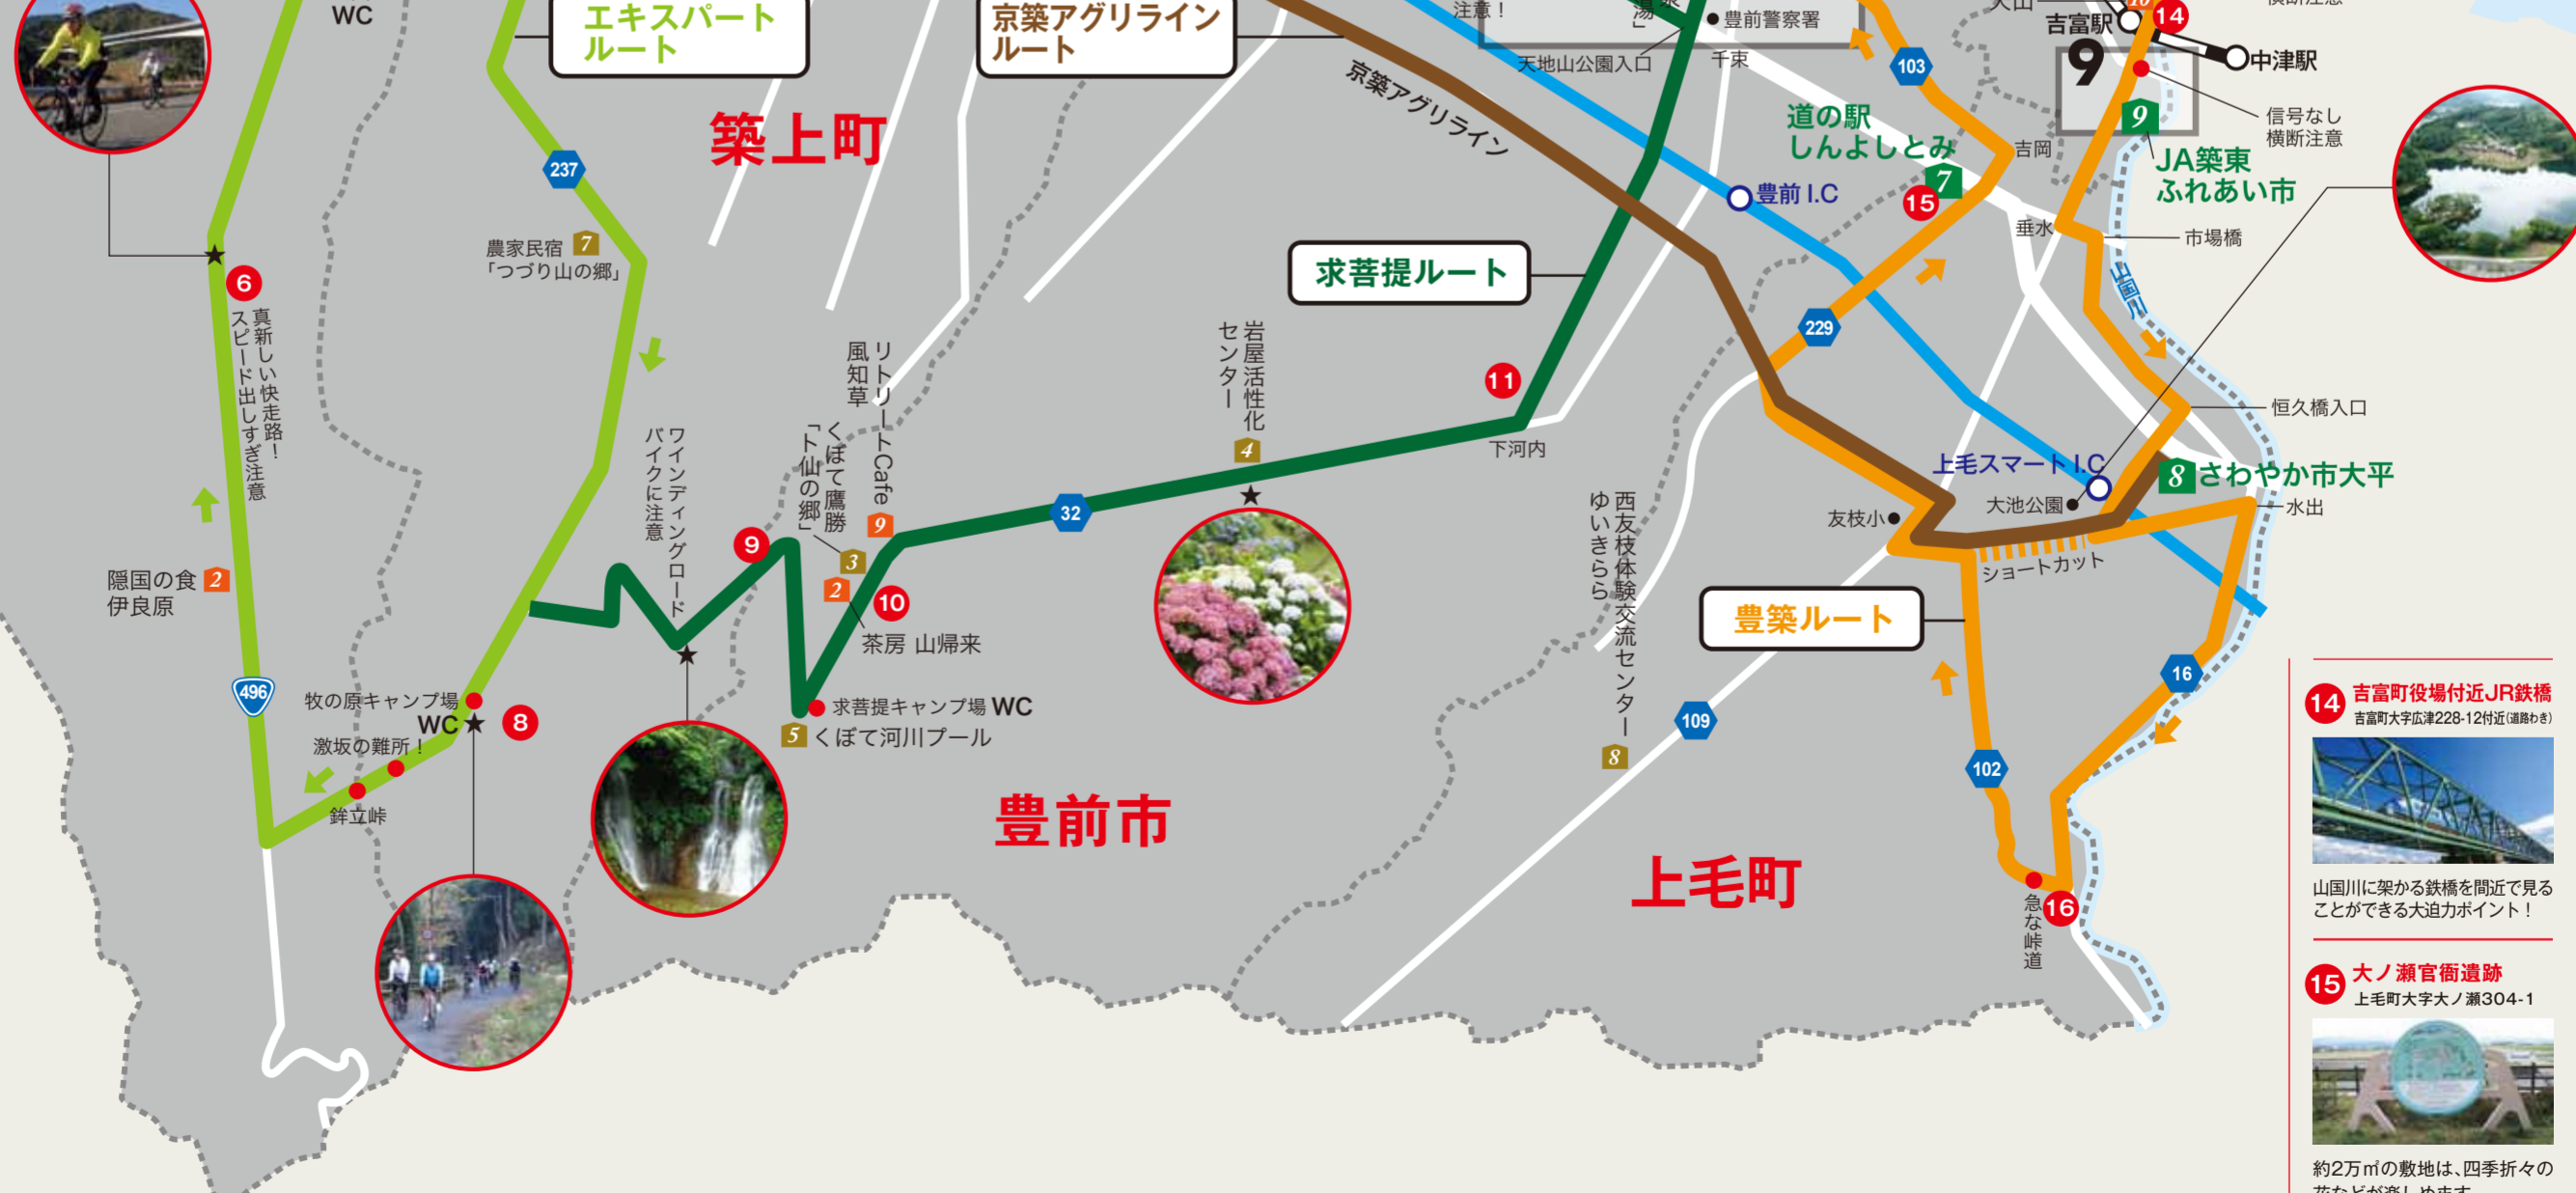 WC
エキスパート
ルート
京築アグリライン
ルート
注意！
湯」
豊前警察署
天地山公園入口
千束
吉富駅
14
9
中津駅
103
京築アグリライン
築上町
237
農家民宿 7
「つづり山の郷」
道の駅
しんよしとみ
7
15
吉岡
9
信号なし
横断注意
JA築東
ふれあい市
豊前 I.C
垂水
市場橋
6
真新しい快走路！
スピード出しすぎ注意
求菩提ルート
229
岩屋活性化
センター
4
リトリートCafe
風知草
9
くぼて鷹勝
「卜仙の郷」
3
11
下河内
恒久橋入口
上毛スマート I.C
8 さわやか市大平
大池公園
水出
友枝小
ショートカット
32
ワインディングロード
バイクに注意
9
2
10
茶房 山帰来
西友枝体験交流センター
ゆいきらら
8
隠国の食 2
伊良原
496
牧の原キャンプ場
WC
8
激坂の難所！
鉾立峠
求菩提キャンプ場 WC
5 くぼて河川プール
豊築ルート
109
16
102
豊前市
上毛町
急な峠道
16
14 吉富町役場付近JR鉄橋
吉富町大字広津228-12付近(道路わき)
山国川に架かる鉄橋を間近で見る
ことができる大迫力ポイント！
15 大ノ瀬官衙遺跡
上毛町大字大ノ瀬304-1
約2万㎡の敷地は、四季折々の